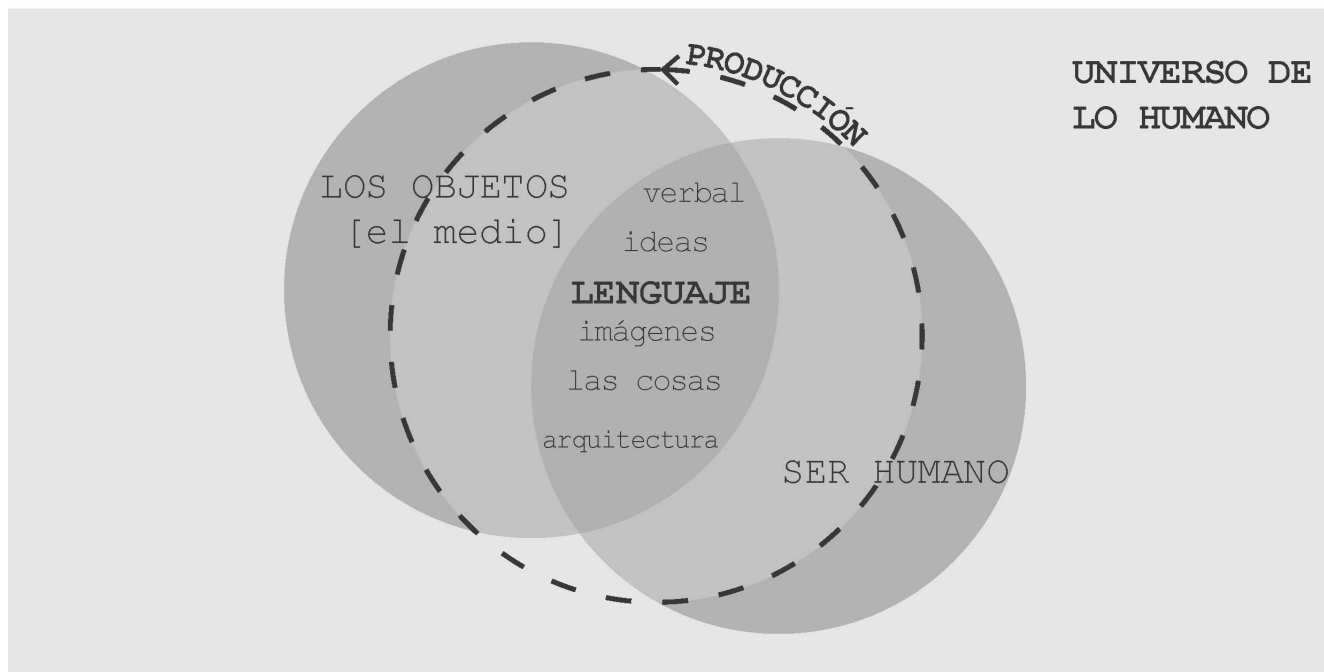 PRODUCCIÓN
UNIVERSO DE
LO HUMANO
LOS OBJETOS
[el medio]
verbal
ideas
LENGUAJE
imágenes
las cosas
arquitectura
SER HUMANO